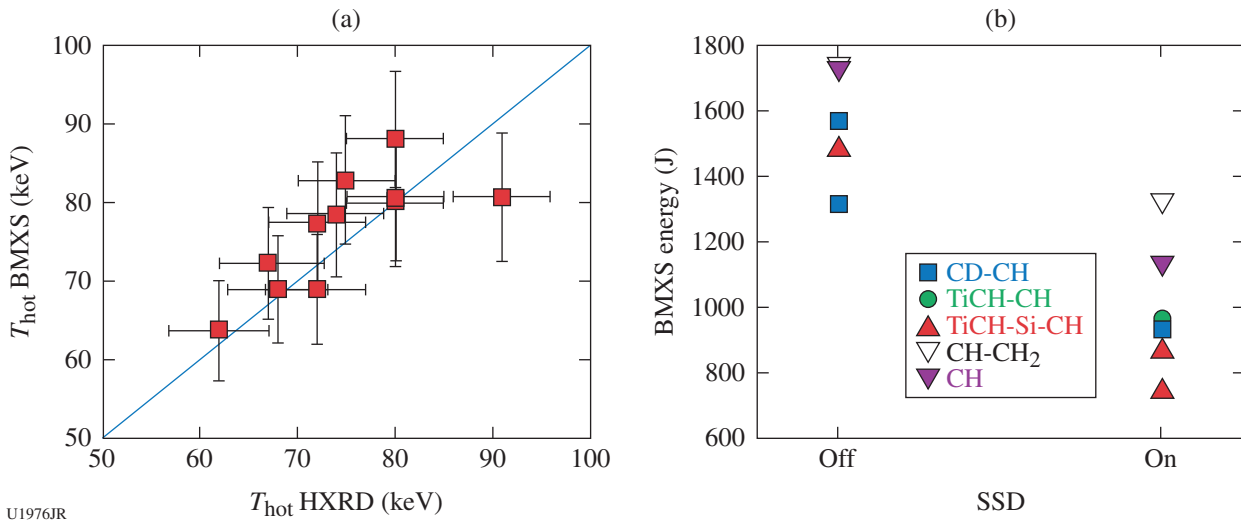 (a)
100
90
80
70
60
50
50 60 70 80 90 100
T_hot BMXS (keV)
T_hot HXRD (keV)
U1976JR
(b)
1800
1600
1400
1200
1000
800
600
Off On
BMXS energy (J)
SSD
CD-CH
TiCH-CH
TiCH-Si-CH
CH-CH₂
CH